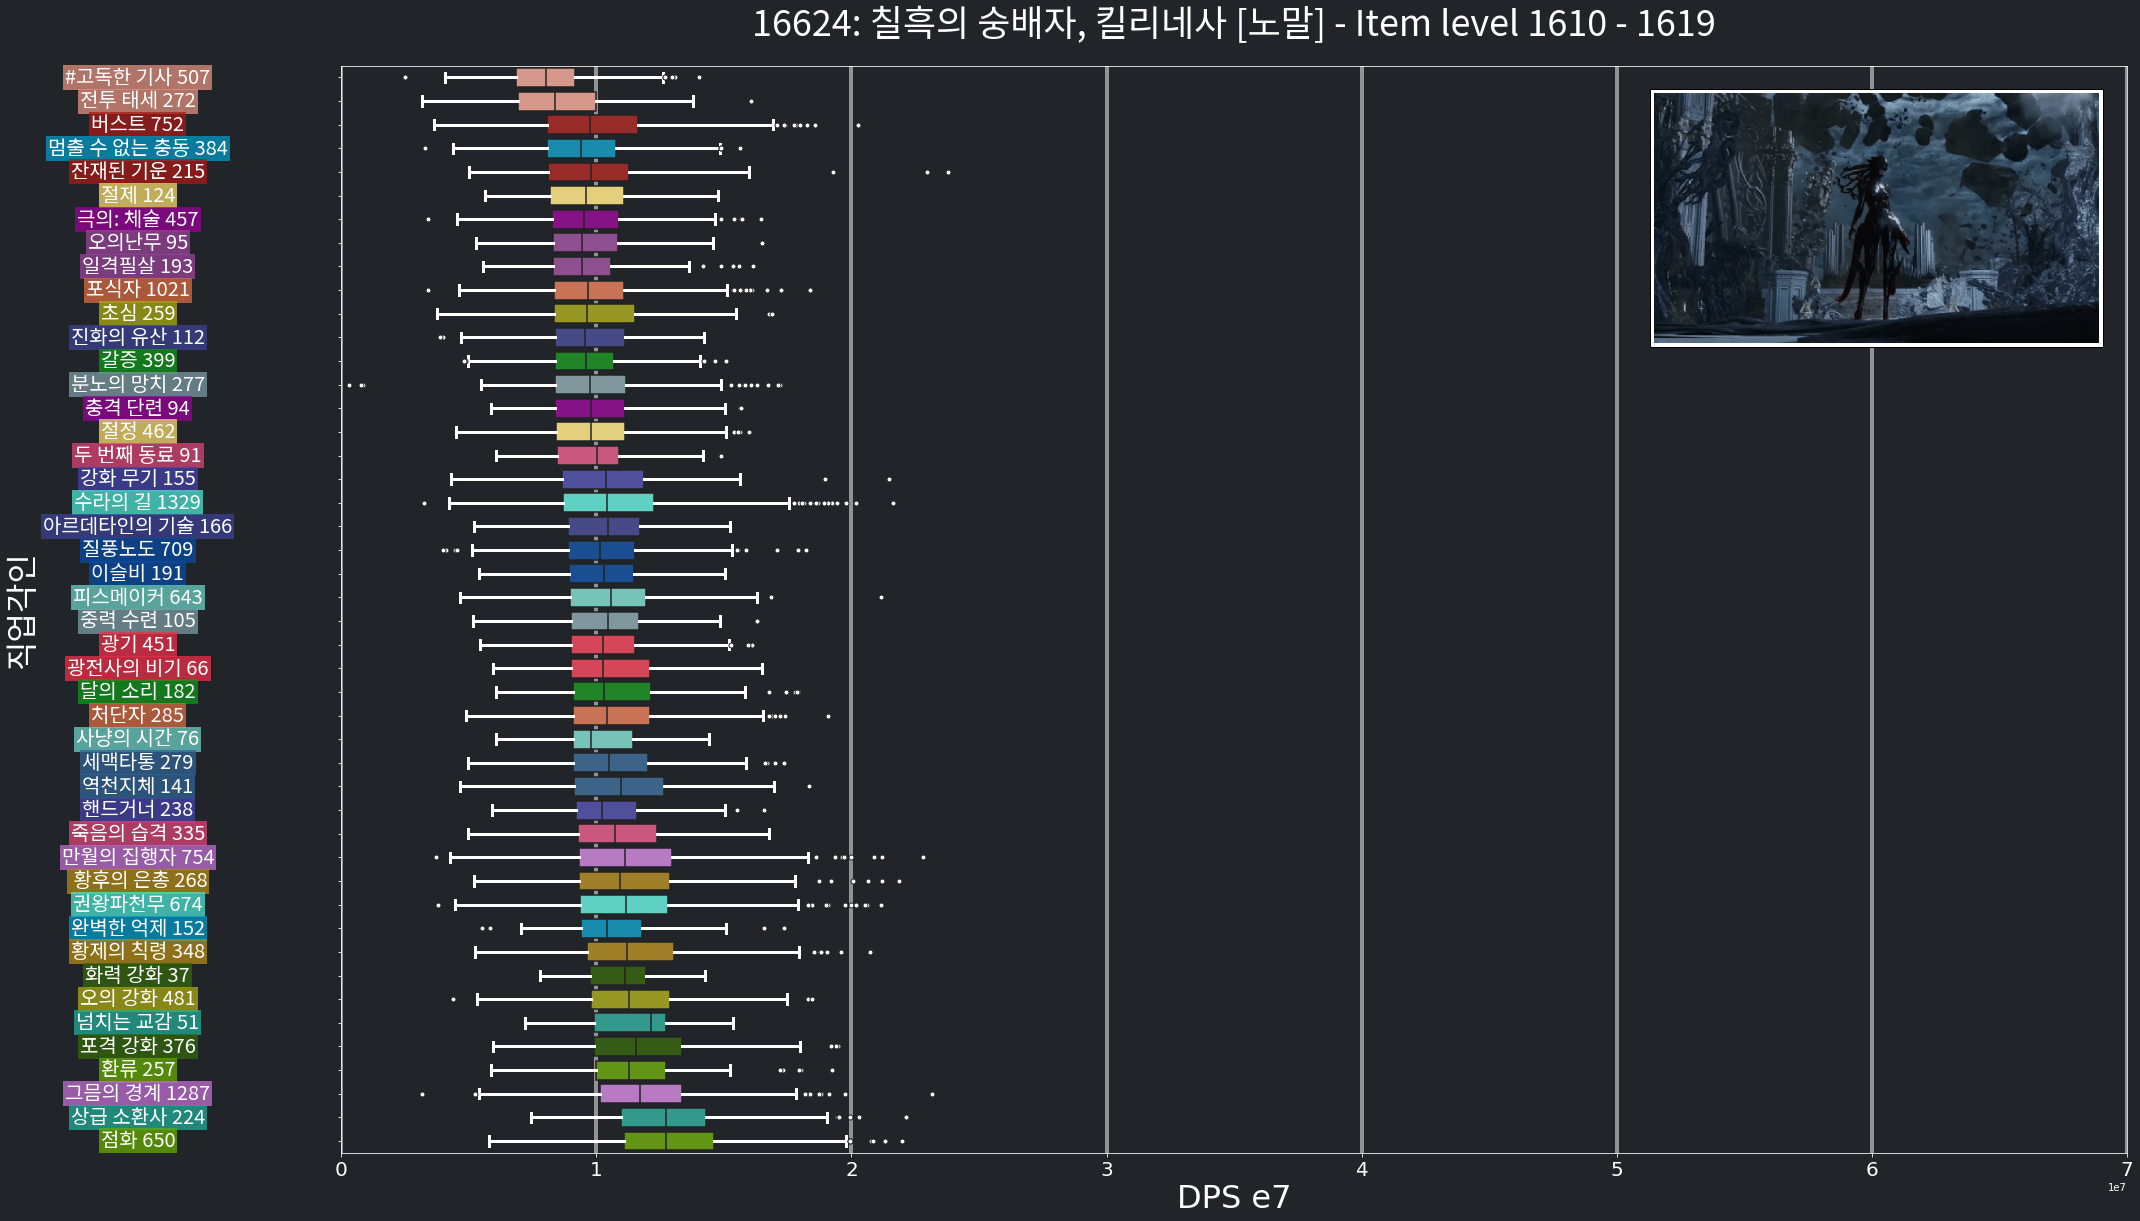 16624: 칠흑의 숭배자, 킬리네사 [노말] - Item level 1610 - 1619
#고독한 기사 507
전투 태세 272
버스트 752
멈출 수 없는 충동 384
잔재된 기운 215
절제 124
극의: 체술 457
오의난무 95
일격필살 193
포식자 1021
초심 259
진화의 유산 112
갈증 399
분노의 망치 277
충격 단련 94
절정 462
두 번째 동료 91
강화 무기 155
수라의 길 1329
아르데타인의 기술 166
질풍노도 709
이슬비 191
피스메이커 643
중력 수련 105
광기 451
광전사의 비기 66
달의 소리 182
처단자 285
사냥의 시간 76
세맥타통 279
역천지체 141
핸드거너 238
죽음의 습격 335
만월의 집행자 754
황후의 은총 268
권왕파천무 674
완벽한 억제 152
황제의 칙령 348
화력 강화 37
오의 강화 481
넘치는 교감 51
포격 강화 376
환류 257
그믐의 경계 1287
상급 소환사 224
점화 650
직업각인
0 1 2 3 4 5 6 7
DPS e7
1e7